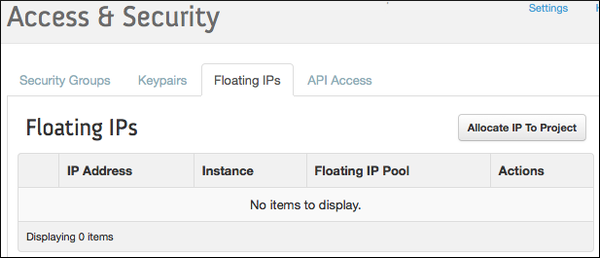 Access & Security
Settings
Security Groups Keypairs Floating IPs API Access
Floating IPs
Allocate IP To Project
IP Address Instance Floating IP Pool Actions
No items to display.
Displaying 0 items